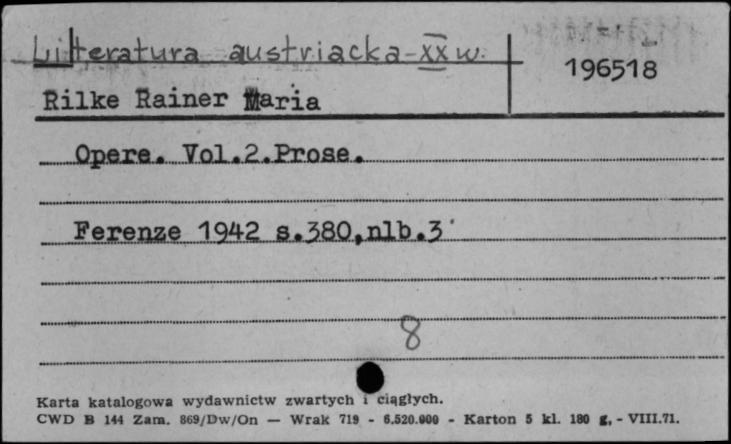 Literatura austriacka - XX w.
196518
Rilke Rainer Maria
Opere. Vol.2.Prose.
Ferenze 1942 s.380,nlb.3
8
Karta katalogowa wydawnictw zwartych i ciągłych.
CWD B 144 Zam. 869/Dw/On — Wrak 719 - 6.520.000 - Karton 5 kl. 180 g, - VIII.71.